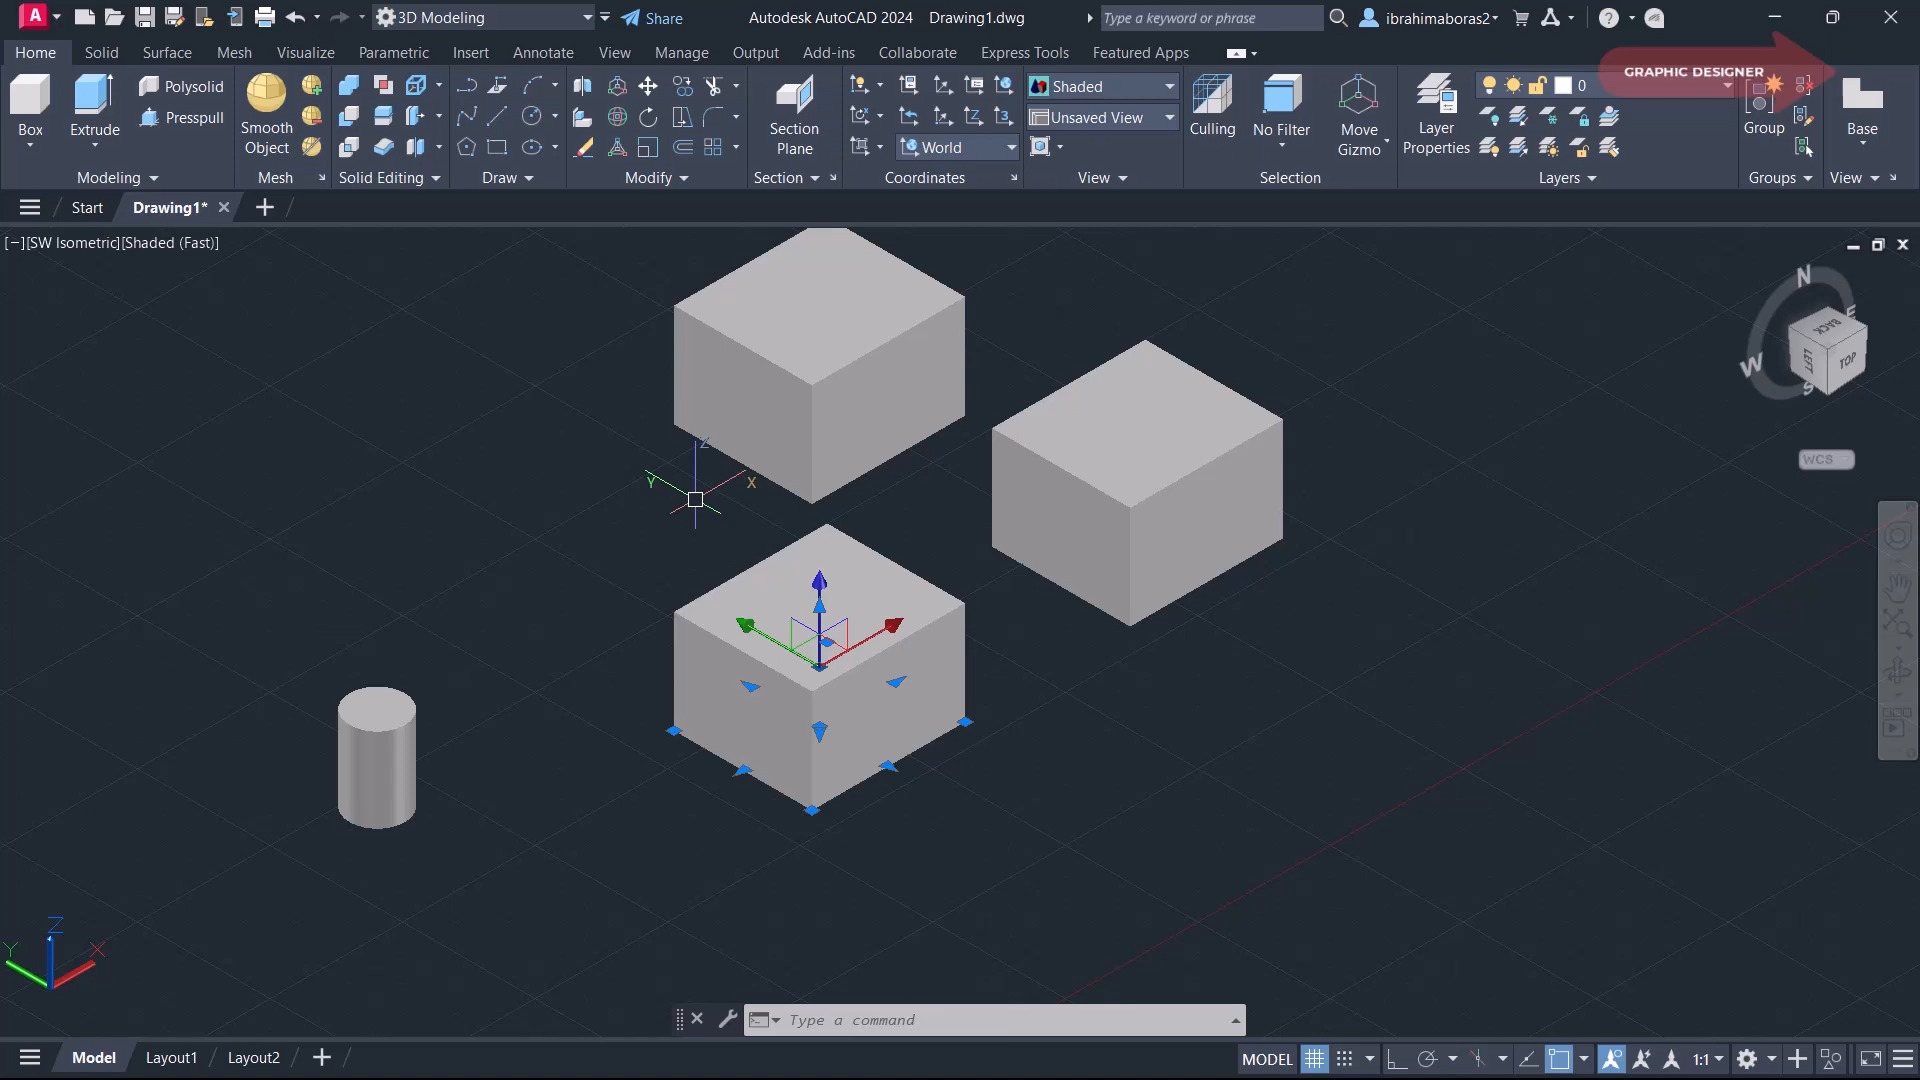 A
3D Modeling
Share
Autodesk AutoCAD 2024 Drawing1.dwg
Type a keyword or phrase
ibrahimaboras2
Home Solid Surface Mesh Visualize Parametric Insert Annotate View Manage Output Add-ins Collaborate Express Tools Featured Apps
GRAPHIC DESIGNER
Box
Extrude
Polysolid
Presspull
Smooth
Object
Section
Plane
World
Shaded
Unsaved View
Culling
No Filter
Move
Gizmo
Layer
Properties
0
Group
Base
Modeling Mesh Solid Editing Draw Modify Section Coordinates View Selection Layers Groups View
Start
Drawing1*
[−][SW Isometric][Shaded (Fast)]
N
E
W
S
BACK
LEFT
TOP
WCS
Z
Y
X
Z
Y
X
Type a command
Model Layout1 Layout2
MODEL
1:1